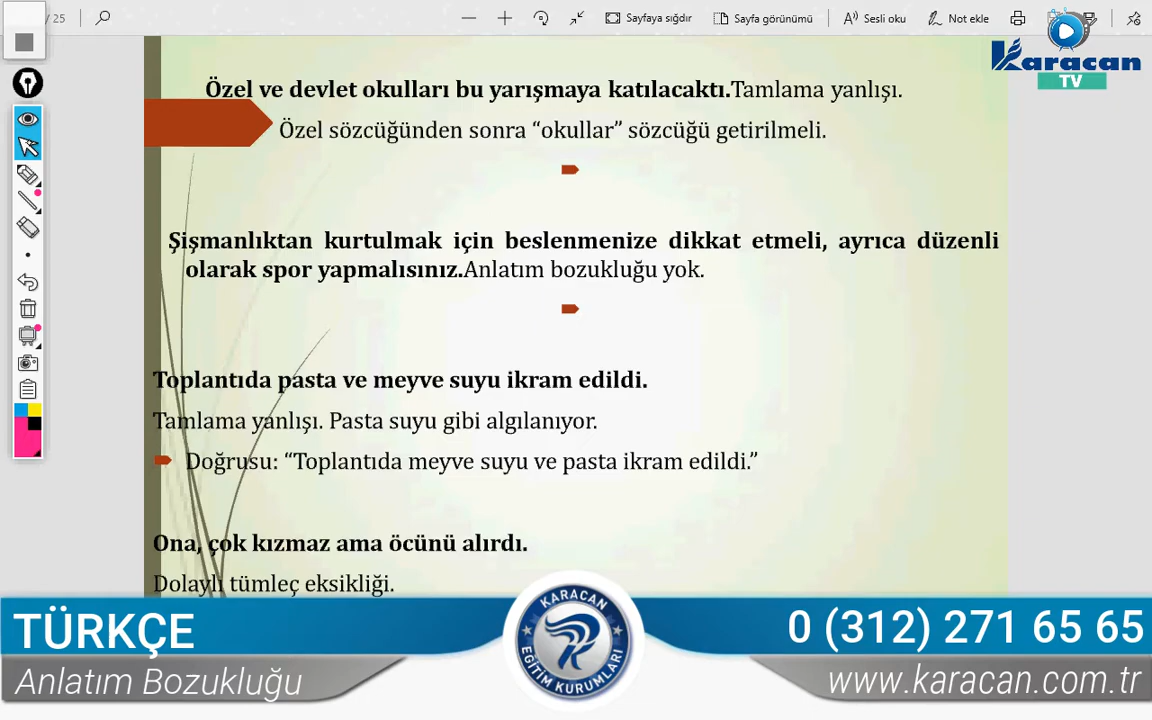 / 25
Sayfaya sığdır
Sayfa görünümü
Sesli oku
Not ekle
Karacan
TV
Özel ve devlet okulları bu yarışmaya katılacaktı.Tamlama yanlışı.
Özel sözcüğünden sonra “okullar” sözcüğü getirilmeli.
Şişmanlıktan kurtulmak için beslenmenize dikkat etmeli, ayrıca düzenli
olarak spor yapmalısınız.Anlatım bozukluğu yok.
Toplantıda pasta ve meyve suyu ikram edildi.
Tamlama yanlışı. Pasta suyu gibi algılanıyor.
Doğrusu: “Toplantıda meyve suyu ve pasta ikram edildi.”
Ona, çok kızmaz ama öcünü alırdı.
Dolaylı tümleç eksikliği.
TÜRKÇE
Anlatım Bozukluğu
KARACAN
EĞİTİM KURUMLARI
0 (312) 271 65 65
www.karacan.com.tr